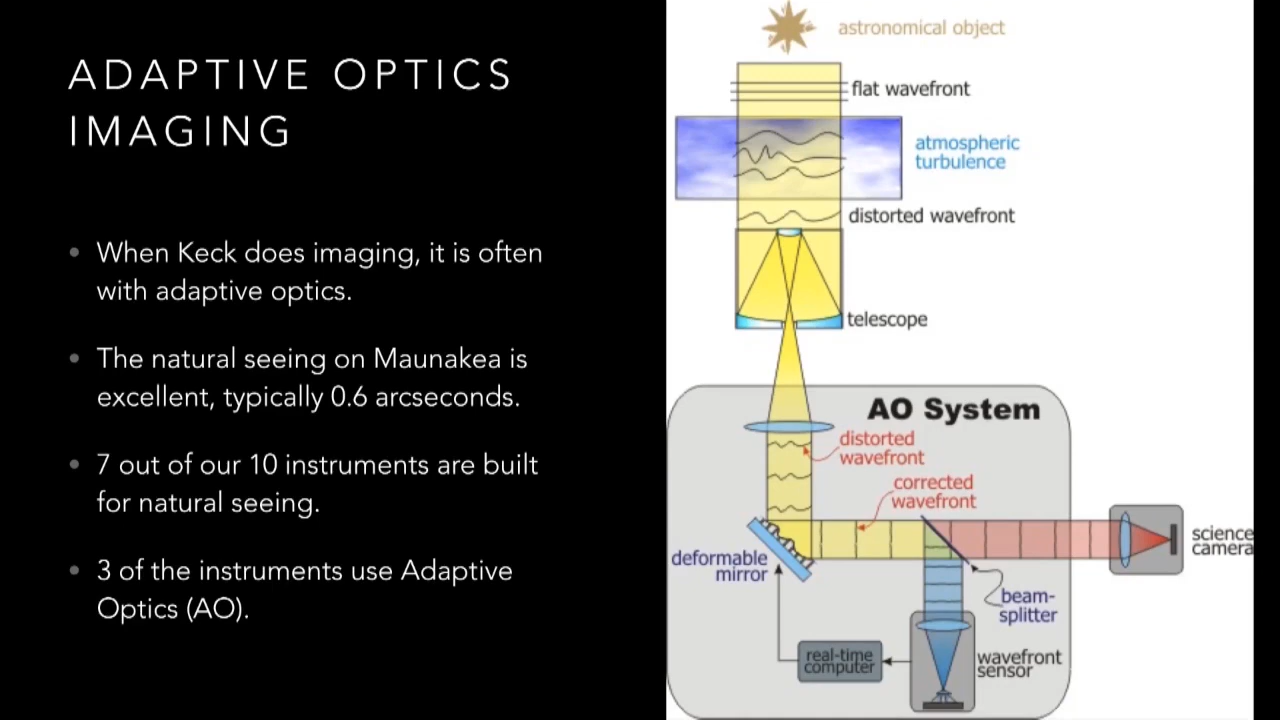 ADAPTIVE OPTICS
IMAGING
When Keck does imaging, it is often
with adaptive optics.
The natural seeing on Maunakea is
excellent, typically 0.6 arcseconds.
7 out of our 10 instruments are built
for natural seeing.
3 of the instruments use Adaptive
Optics (AO).
astronomical object
flat wavefront
atmospheric
turbulence
distorted wavefront
telescope
AO System
distorted
wavefront
corrected
wavefront
deformable
mirror
science
camera
beam-
splitter
real-time
computer
wavefront
sensor